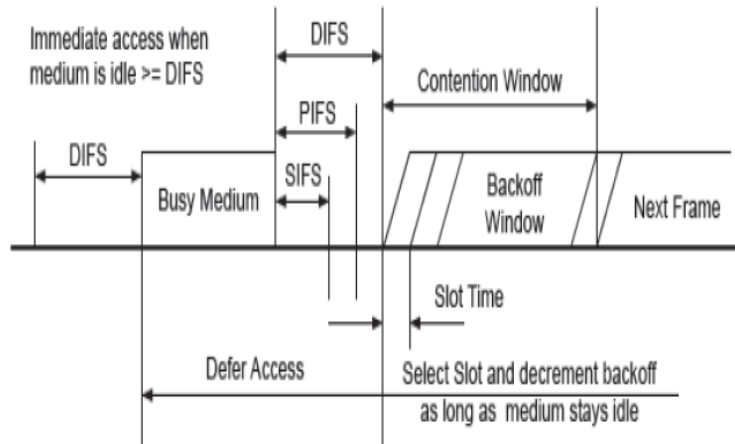 Immediate access when
medium is idle >= DIFS
DIFS
DIFS
Contention Window
PIFS
SIFS
Busy Medium
Backoff
Window
Next Frame
Slot Time
Defer Access
Select Slot and decrement backoff
as long as medium stays idle